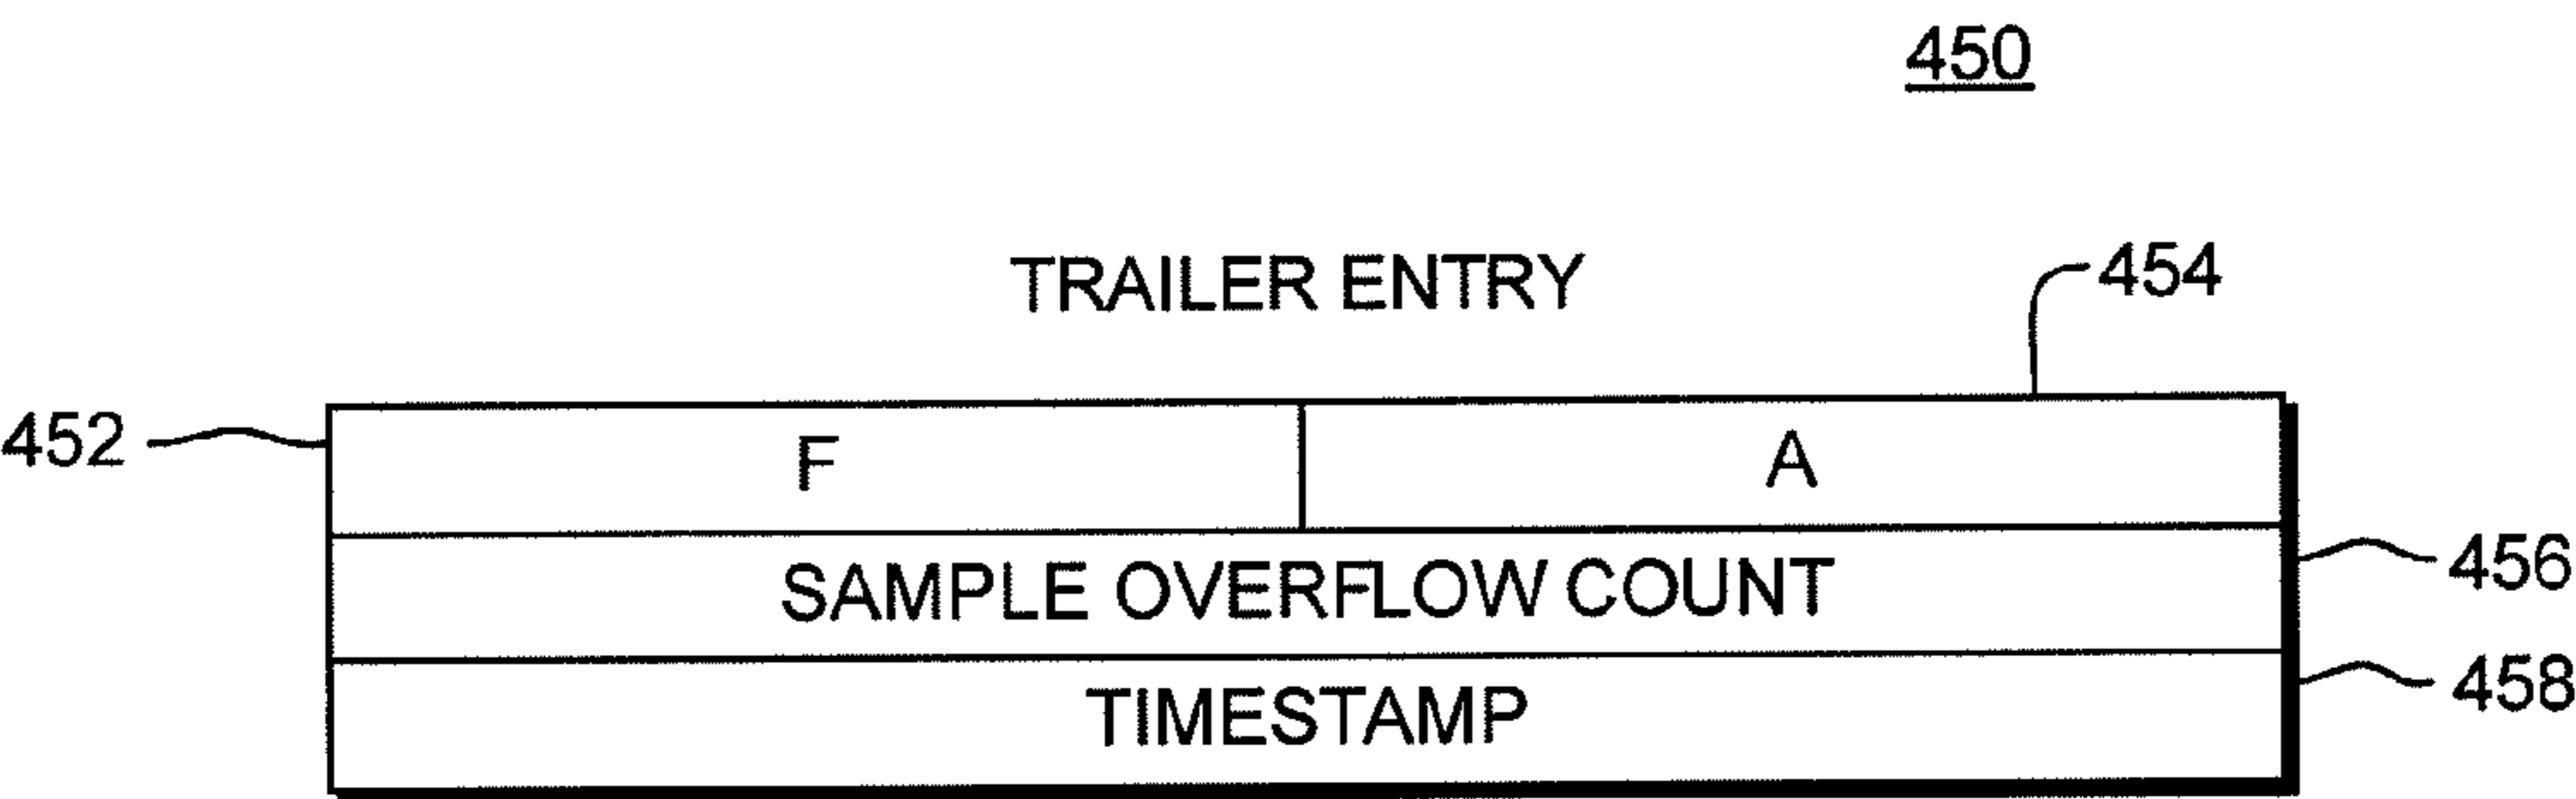 450
TRAILER ENTRY
454
452 F A
SAMPLE OVERFLOW COUNT 456
TIMESTAMP 458